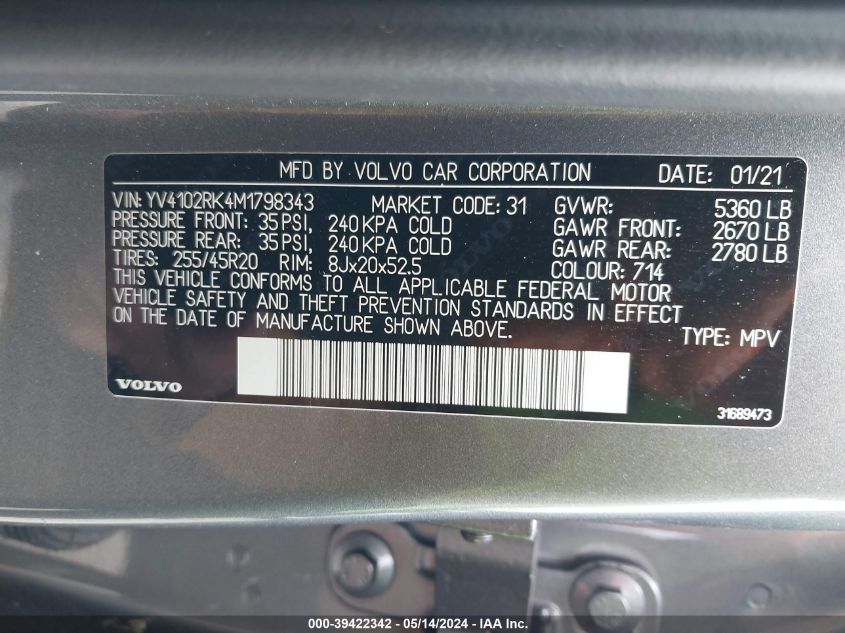 MFD BY VOLVO CAR CORPORATION DATE: 01/21
VIN: YV4102RK4M1798343 MARKET CODE: 31 GVWR: 5360 LB
PRESSURE FRONT: 35 PSI, 240 KPA COLD GAWR FRONT: 2670 LB
PRESSURE REAR: 35 PSI, 240 KPA COLD GAWR REAR: 2780 LB
TIRES: 255/45R20 RIM: 8Jx20x52.5 COLOUR: 714
THIS VEHICLE CONFORMS TO ALL APPLICABLE FEDERAL MOTOR
VEHICLE SAFETY AND THEFT PREVENTION STANDARDS IN EFFECT
ON THE DATE OF MANUFACTURE SHOWN ABOVE. TYPE: MPV
VOLVO 31689473
000-39422342 - 05/14/2024 - IAA Inc.